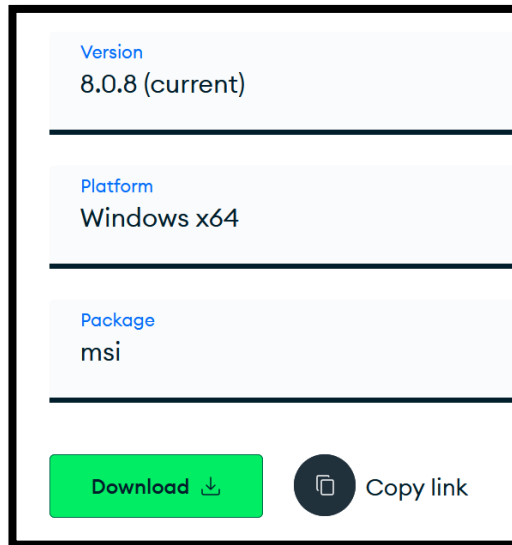 Version
8.0.8 (current)
Platform
Windows x64
Package
msi
Download
Copy link